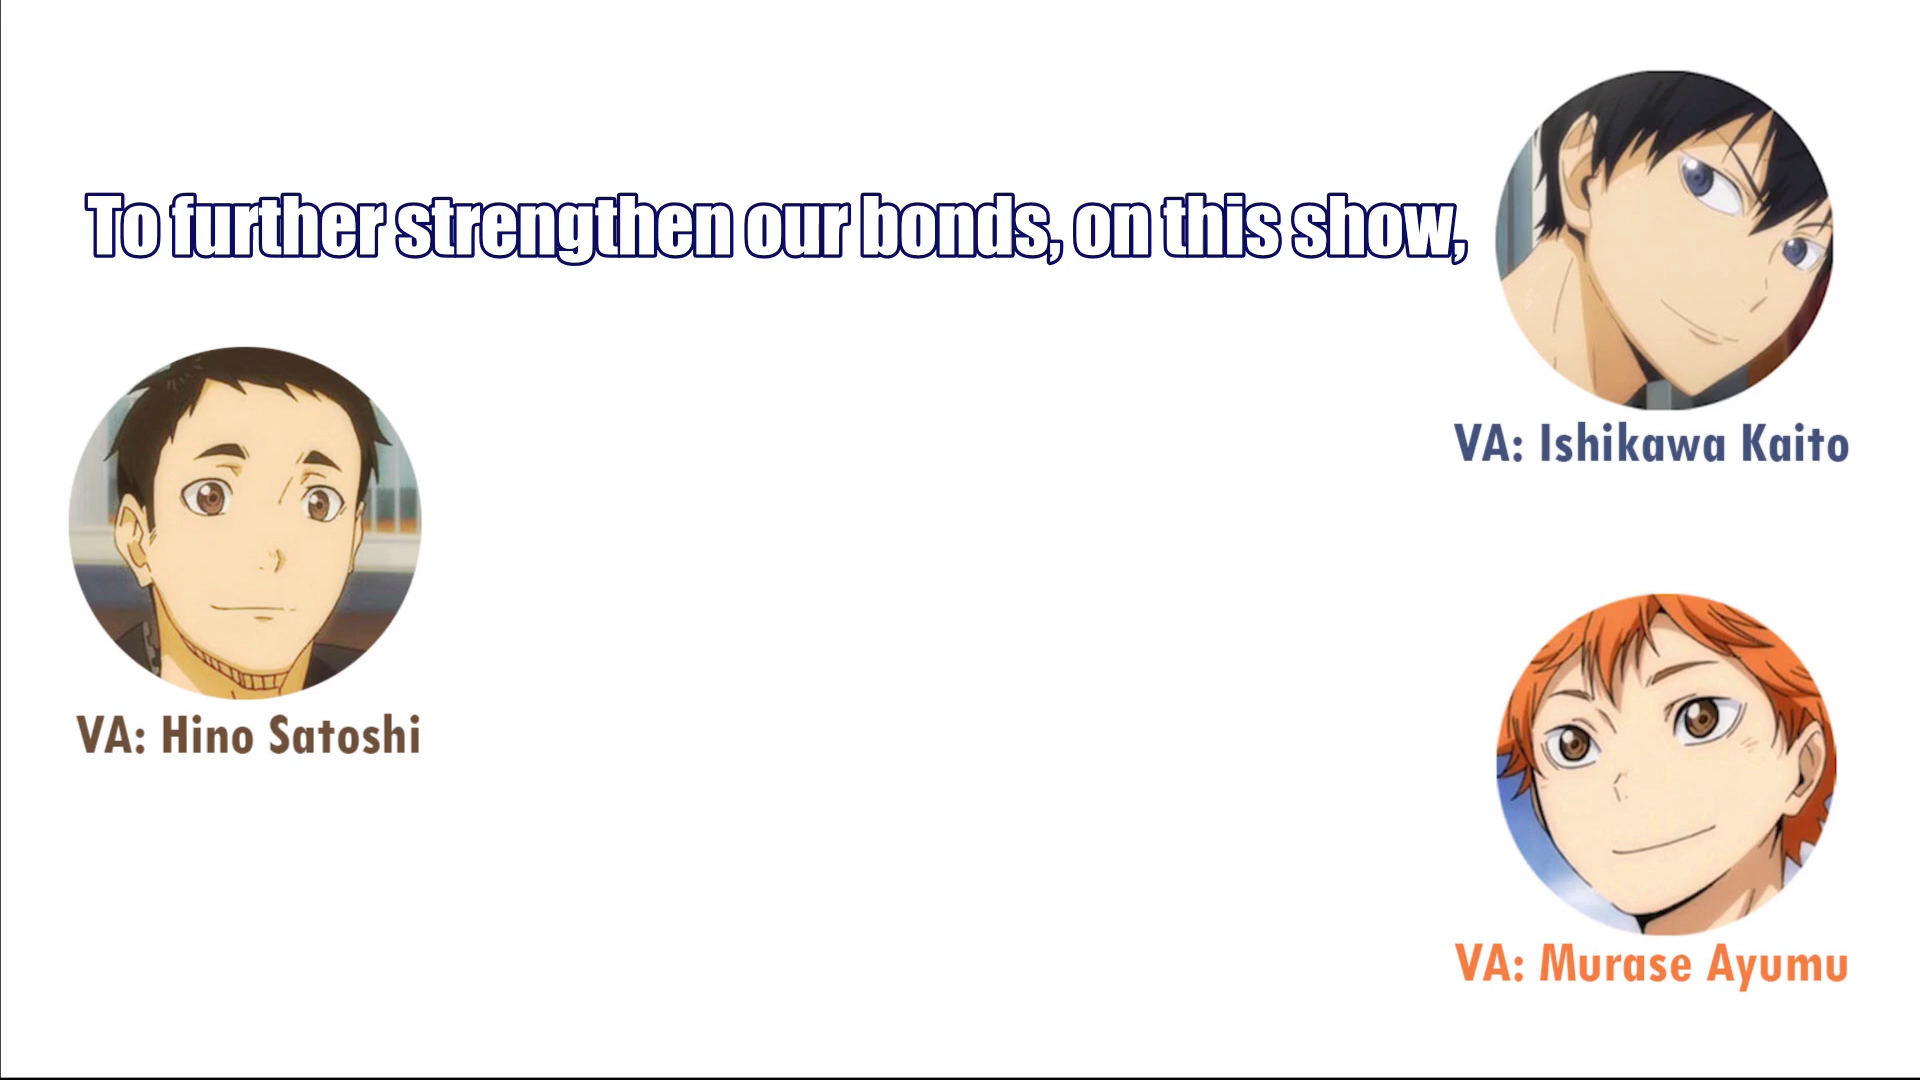 To further strengthen our bonds, on this show,
VA: Ishikawa Kaito
VA: Hino Satoshi
VA: Murase Ayumu